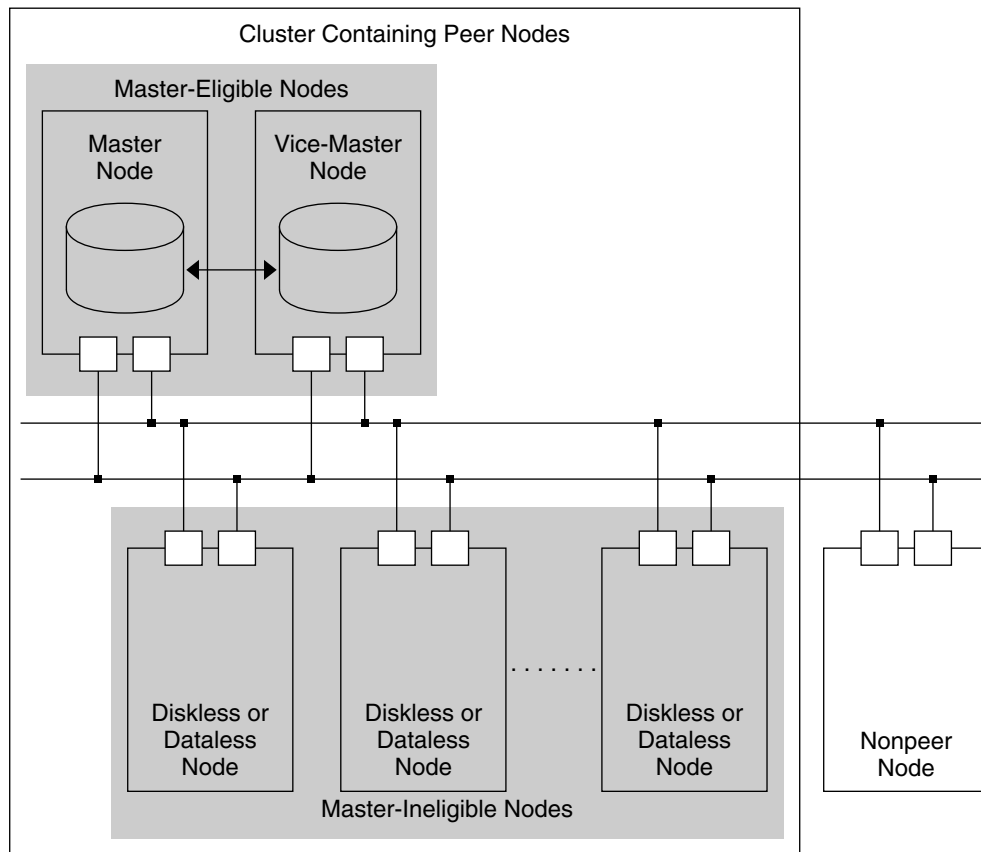 Cluster Containing Peer Nodes
Master-Eligible Nodes
Master
Node
Vice-Master
Node
. . . . . . .
Diskless or
Dataless
Node
Diskless or
Dataless
Node
Diskless or
Dataless
Node
Nonpeer
Node
Master-Ineligible Nodes